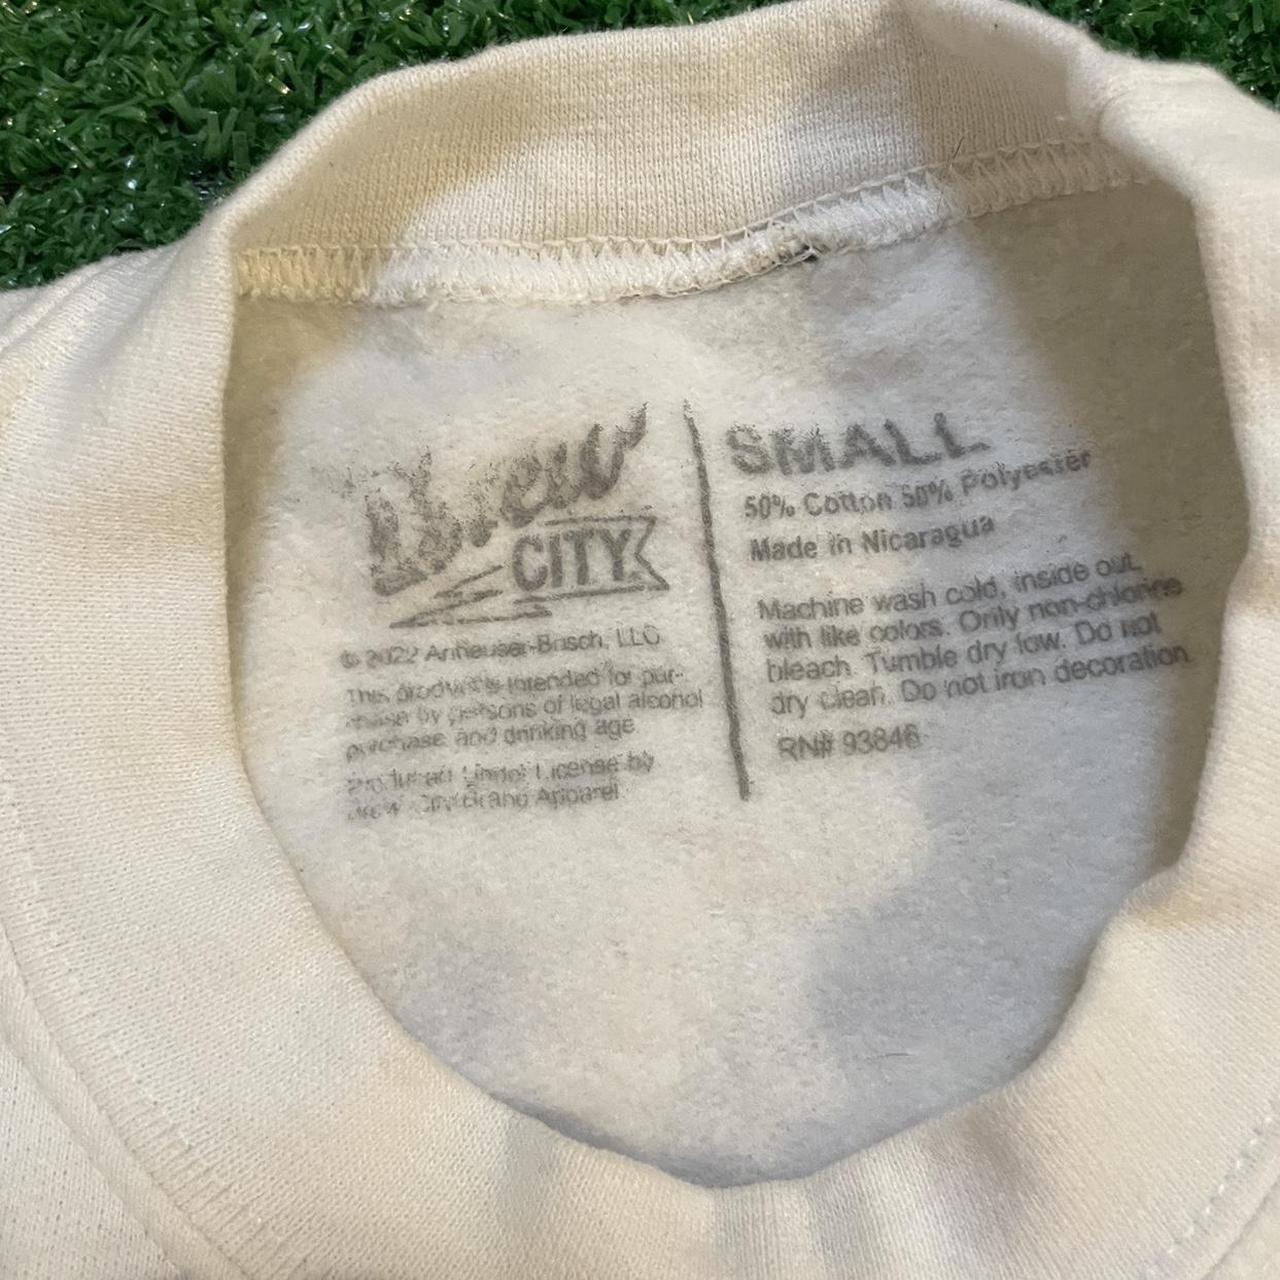 Brew
CITY
© 2022 Anheuser-Busch, LLC
This product is intended for pur-
chase by persons of legal alcohol
purchase and drinking age
Produced Under License by
Brew City Brand Apparel
SMALL
50% Cotton 50% Polyester
Made in Nicaragua
Machine wash cold, inside out,
with like colors. Only non-chlorine
bleach. Tumble dry low. Do not
dry clean. Do not iron decoration.
RN# 93846